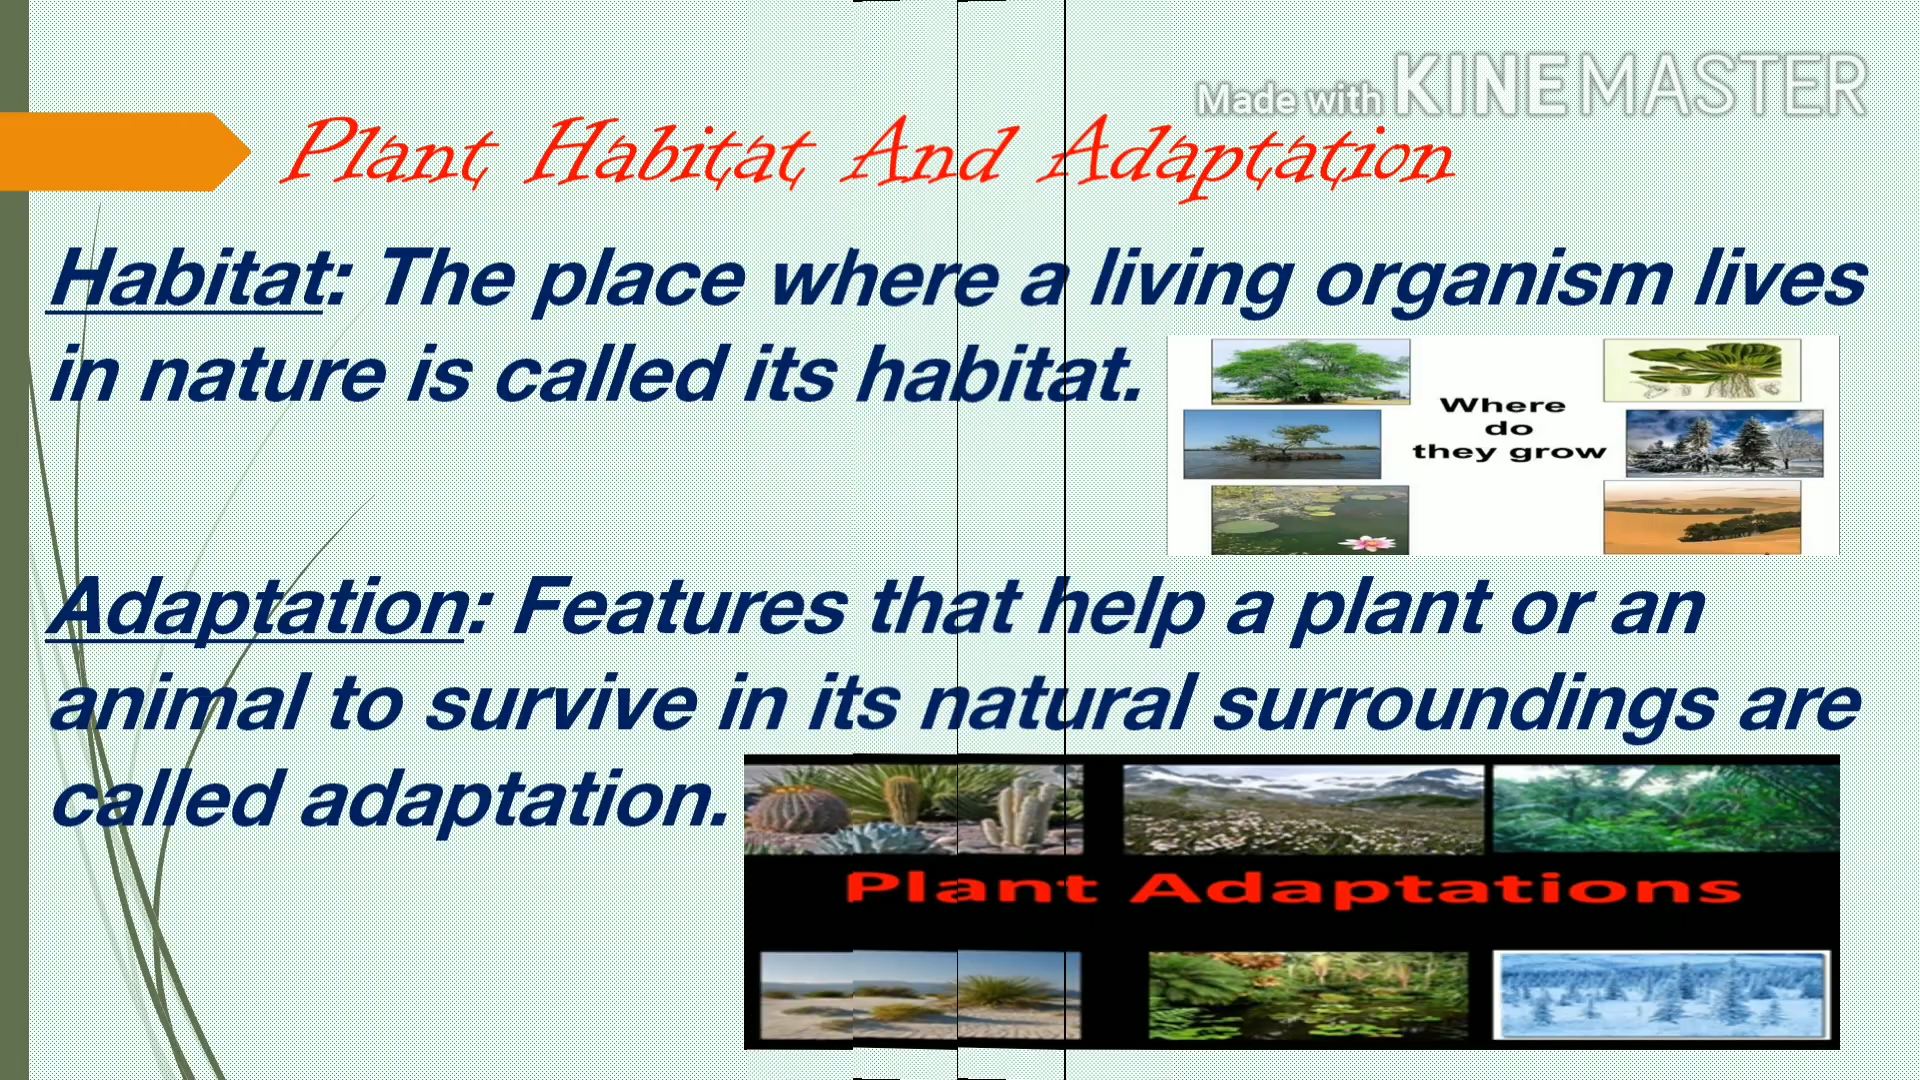 Made with KINEMASTER
Plant Habitat And Adaptation
Habitat: The place where a living organism lives
in nature is called its habitat.
Where
do
they grow
Adaptation: Features that help a plant or an
animal to survive in its natural surroundings are
called adaptation.
Plant Adaptations